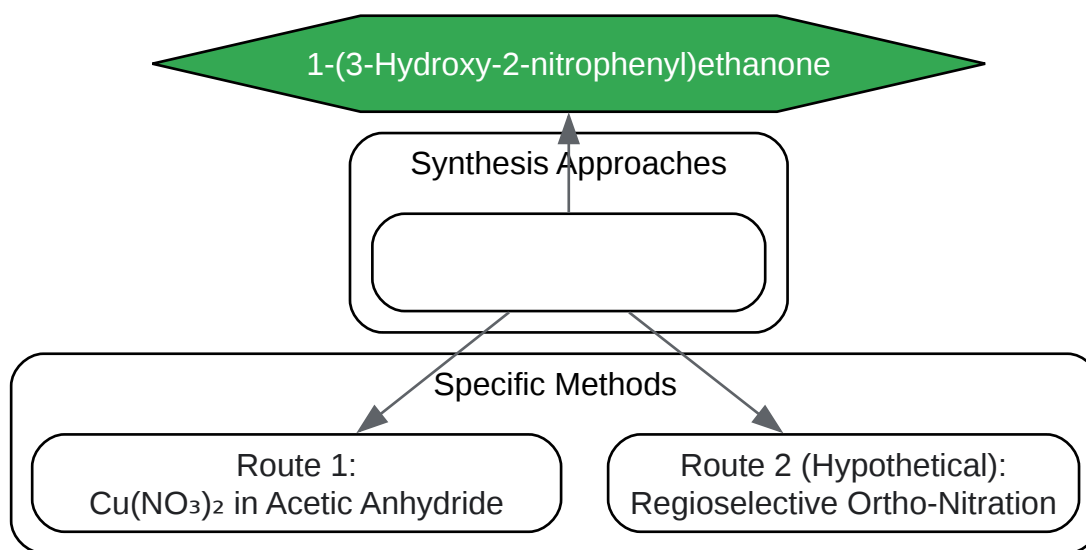 1-(3-Hydroxy-2-nitrophenyl)ethanone
Synthesis Approaches
Specific Methods
Route 1:
Cu(NO₃)₂ in Acetic Anhydride
Route 2 (Hypothetical):
Regioselective Ortho-Nitration